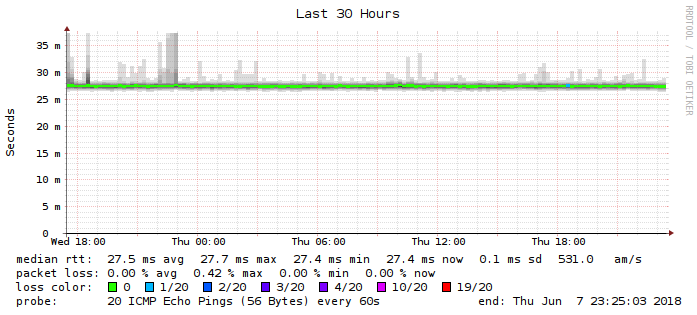 Last 30 Hours
RRDTOOL / TOBI OETIKER
Seconds
35 m
30 m
25 m
20 m
15 m
10 m
5 m
0
Wed 18:00 Thu 00:00 Thu 06:00 Thu 12:00 Thu 18:00
median rtt: 27.5 ms avg 27.7 ms max 27.4 ms min 27.4 ms now 0.1 ms sd 531.0 am/s
packet loss: 0.00 % avg 0.42 % max 0.00 % min 0.00 % now
loss color: 0 1/20 2/20 3/20 4/20 10/20 19/20
probe: 20 ICMP Echo Pings (56 Bytes) every 60s end: Thu Jun 7 23:25:03 2018